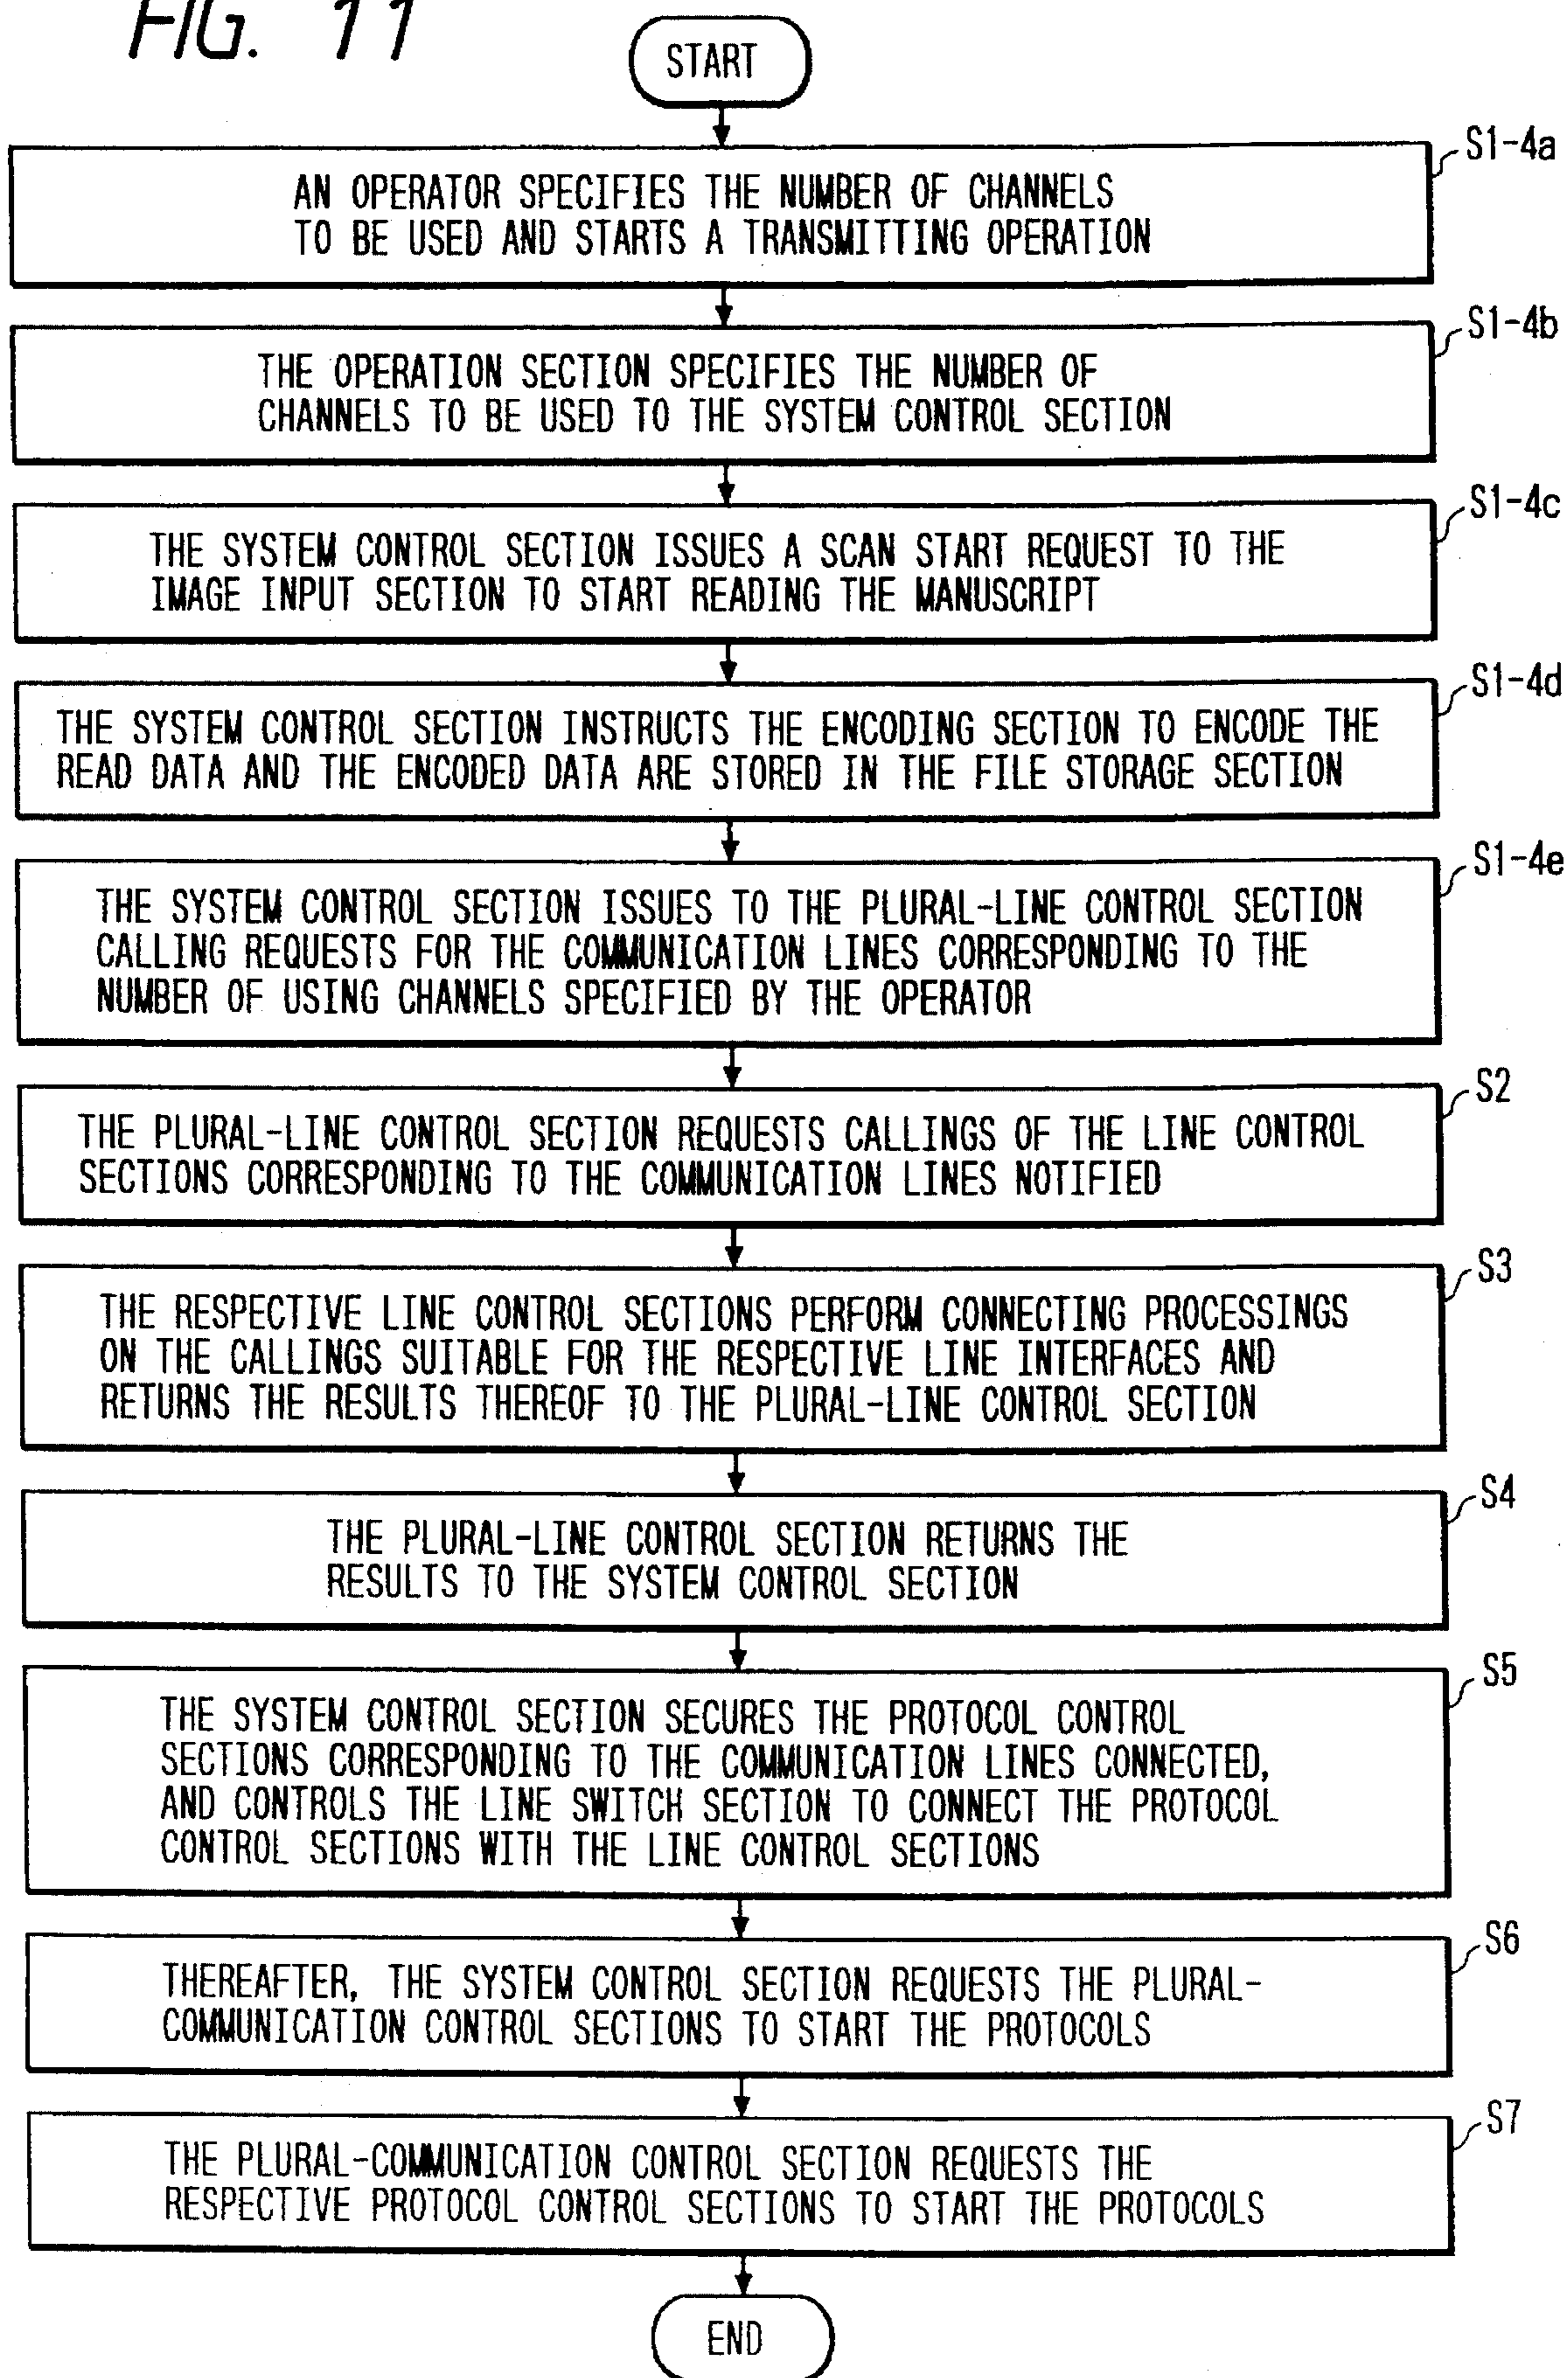 FIG. 11
START
S1-4a
AN OPERATOR SPECIFIES THE NUMBER OF CHANNELS
TO BE USED AND STARTS A TRANSMITTING OPERATION
S1-4b
THE OPERATION SECTION SPECIFIES THE NUMBER OF
CHANNELS TO BE USED TO THE SYSTEM CONTROL SECTION
S1-4c
THE SYSTEM CONTROL SECTION ISSUES A SCAN START REQUEST TO THE
IMAGE INPUT SECTION TO START READING THE MANUSCRIPT
S1-4d
THE SYSTEM CONTROL SECTION INSTRUCTS THE ENCODING SECTION TO ENCODE THE
READ DATA AND THE ENCODED DATA ARE STORED IN THE FILE STORAGE SECTION
S1-4e
THE SYSTEM CONTROL SECTION ISSUES TO THE PLURAL-LINE CONTROL SECTION
CALLING REQUESTS FOR THE COMMUNICATION LINES CORRESPONDING TO THE
NUMBER OF USING CHANNELS SPECIFIED BY THE OPERATOR
S2
THE PLURAL-LINE CONTROL SECTION REQUESTS CALLINGS OF THE LINE CONTROL
SECTIONS CORRESPONDING TO THE COMMUNICATION LINES NOTIFIED
S3
THE RESPECTIVE LINE CONTROL SECTIONS PERFORM CONNECTING PROCESSINGS
ON THE CALLINGS SUITABLE FOR THE RESPECTIVE LINE INTERFACES AND
RETURNS THE RESULTS THEREOF TO THE PLURAL-LINE CONTROL SECTION
S4
THE PLURAL-LINE CONTROL SECTION RETURNS THE
RESULTS TO THE SYSTEM CONTROL SECTION
S5
THE SYSTEM CONTROL SECTION SECURES THE PROTOCOL CONTROL
SECTIONS CORRESPONDING TO THE COMMUNICATION LINES CONNECTED,
AND CONTROLS THE LINE SWITCH SECTION TO CONNECT THE PROTOCOL
CONTROL SECTIONS WITH THE LINE CONTROL SECTIONS
S6
THEREAFTER, THE SYSTEM CONTROL SECTION REQUESTS THE PLURAL-
COMMUNICATION CONTROL SECTIONS TO START THE PROTOCOLS
S7
THE PLURAL-COMMUNICATION CONTROL SECTION REQUESTS THE
RESPECTIVE PROTOCOL CONTROL SECTIONS TO START THE PROTOCOLS
END